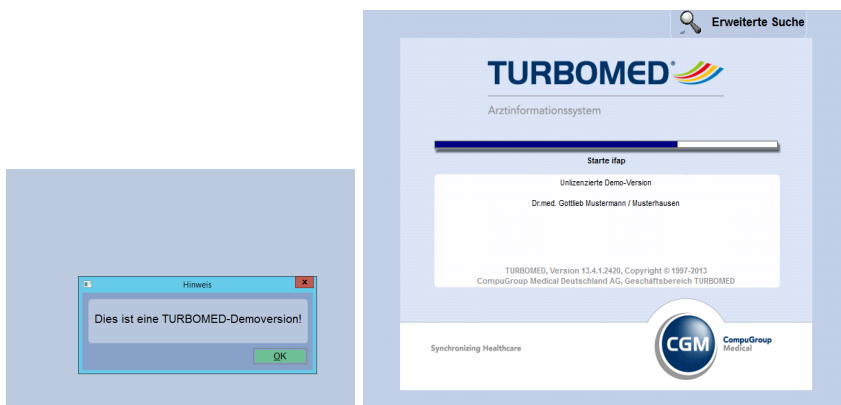 Hinweis
x
Dies ist eine TURBOMED-Demoversion!
OK
Erweiterte Suche
TURBOMED
Arztinformationssystem
Starte ifap
Unlizenzierte Demo-Version
Dr.med. Gottlieb Mustermann / Musterhausen
TURBOMED, Version 13.4.1.2420, Copyright © 1997-2013
CompuGroup Medical Deutschland AG, Geschäftsbereich TURBOMED
Synchronizing Healthcare
CGM
CompuGroup
Medical